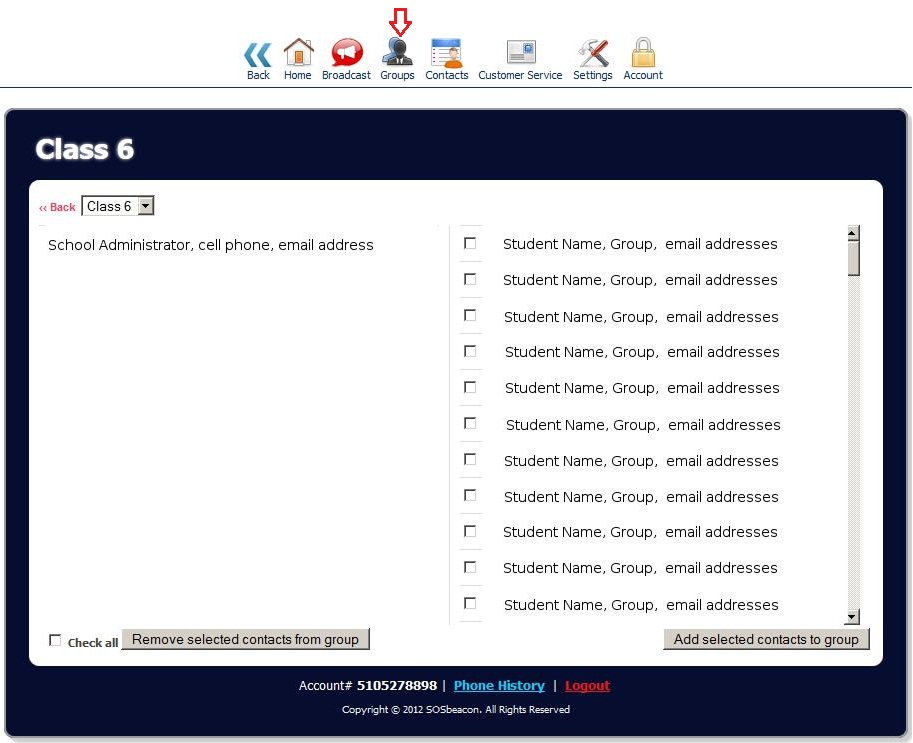 Back Home Broadcast Groups Contacts Customer Service Settings Account
Class 6
‹‹ Back Class 6
School Administrator, cell phone, email address
Student Name, Group, email addresses
Student Name, Group, email addresses
Student Name, Group, email addresses
Student Name, Group, email addresses
Student Name, Group, email addresses
Student Name, Group, email addresses
Student Name, Group, email addresses
Student Name, Group, email addresses
Student Name, Group, email addresses
Student Name, Group, email addresses
Student Name, Group, email addresses
Check all Remove selected contacts from group Add selected contacts to group
Account# 5105278898 | Phone History | Logout
Copyright © 2012 SOSbeacon. All Rights Reserved